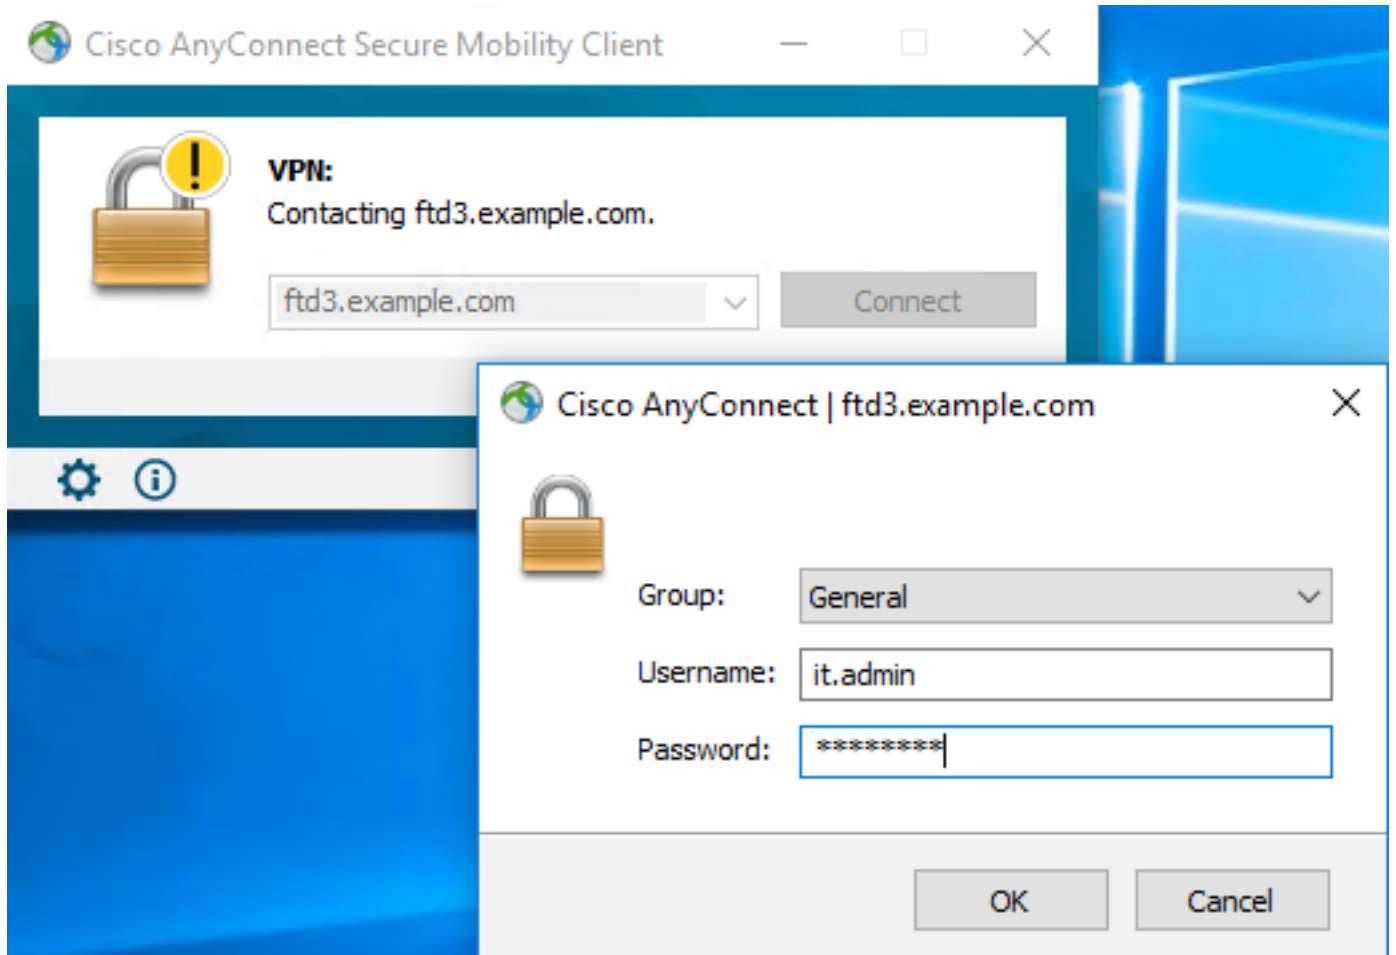 Cisco AnyConnect Secure Mobility Client
VPN:
Contacting ftd3.example.com.
ftd3.example.com
Connect
Cisco AnyConnect | ftd3.example.com
Group:
General
Username:
it.admin
Password:
********
OK
Cancel